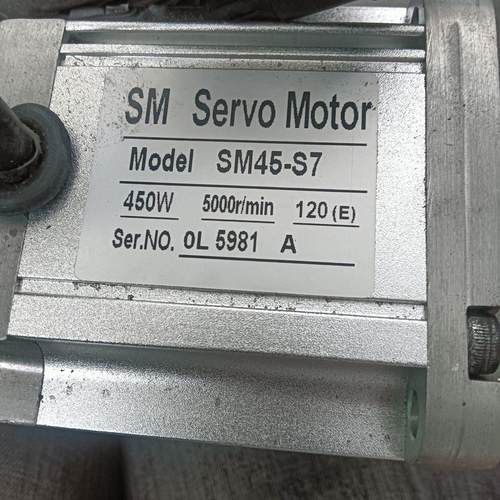 SM Servo Motor
Model SM45-S7
450W 5000r/min 120 (E)
Ser.NO. 0L 5981 A